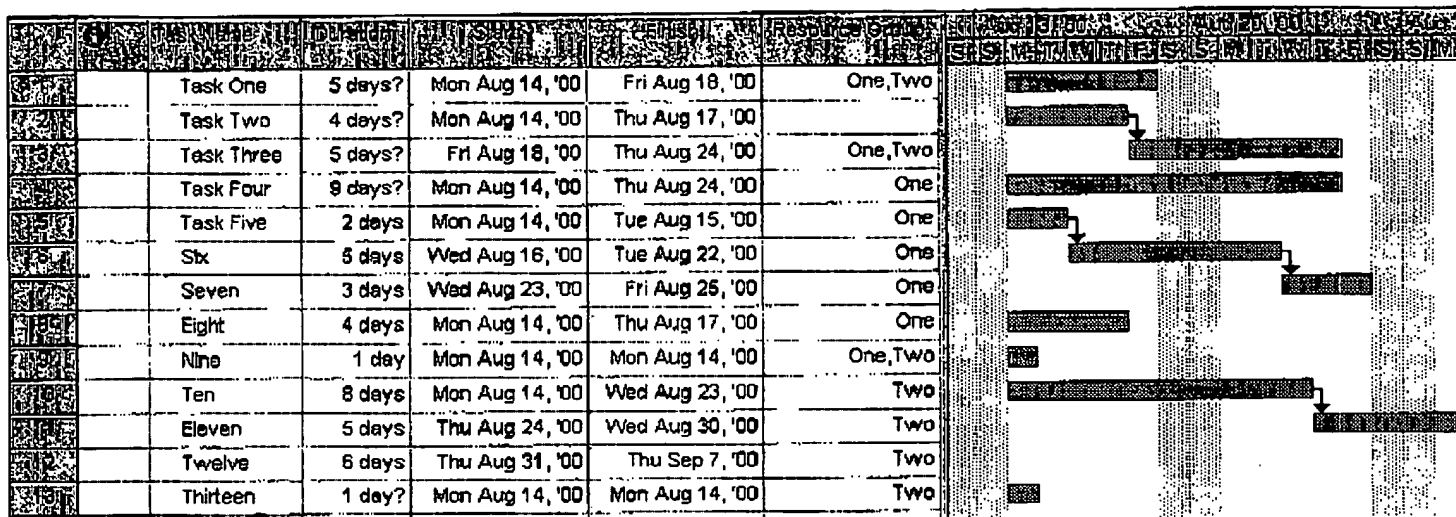 Task Name Duration Start Finish Resource Group
Task One 5 days? Mon Aug 14, '00 Fri Aug 18, '00 One,Two
Task Two 4 days? Mon Aug 14, '00 Thu Aug 17, '00
Task Three 5 days? Fri Aug 18, '00 Thu Aug 24, '00 One,Two
Task Four 9 days? Mon Aug 14, '00 Thu Aug 24, '00 One
Task Five 2 days Mon Aug 14, '00 Tue Aug 15, '00 One
Six 5 days Wed Aug 16, '00 Tue Aug 22, '00 One
Seven 3 days Wed Aug 23, '00 Fri Aug 25, '00 One
Eight 4 days Mon Aug 14, '00 Thu Aug 17, '00 One
Nine 1 day Mon Aug 14, '00 Mon Aug 14, '00 One,Two
Ten 8 days Mon Aug 14, '00 Wed Aug 23, '00 Two
Eleven 5 days Thu Aug 24, '00 Wed Aug 30, '00 Two
Twelve 6 days Thu Aug 31, '00 Thu Sep 7, '00 Two
Thirteen 1 day? Mon Aug 14, '00 Mon Aug 14, '00 Two